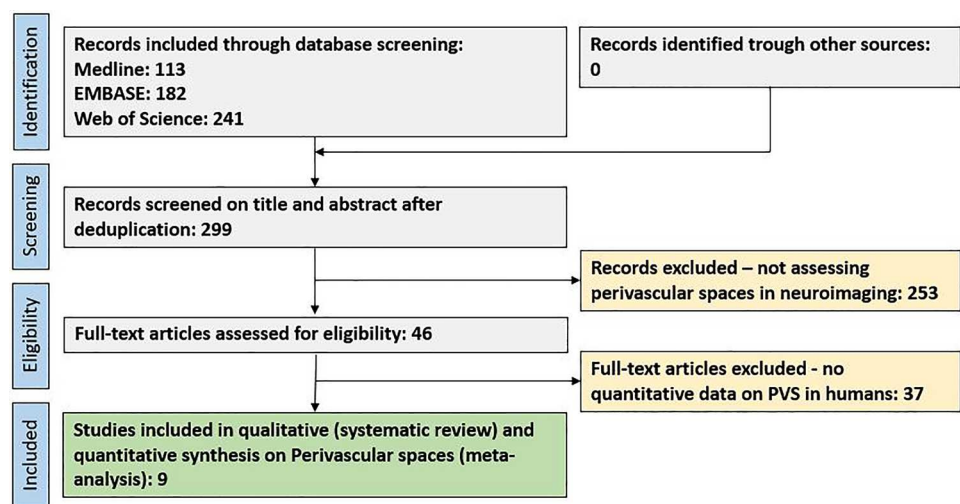 Identification
Records included through database screening:
Medline: 113
EMBASE: 182
Web of Science: 241
Records identified trough other sources:
0
Screening
Records screened on title and abstract after
deduplication: 299
Records excluded – not assessing
perivascular spaces in neuroimaging: 253
Eligibility
Full-text articles assessed for eligibility: 46
Full-text articles excluded - no
quantitative data on PVS in humans: 37
Included
Studies included in qualitative (systematic review) and
quantitative synthesis on Perivascular spaces (meta-
analysis): 9